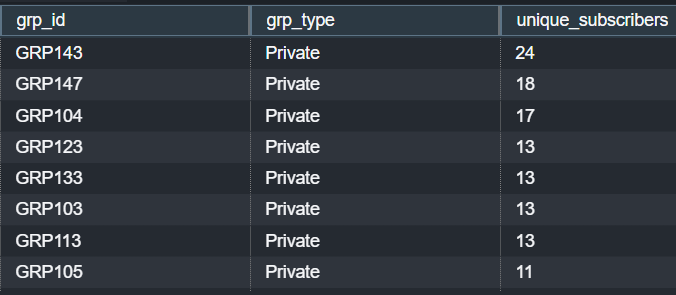 grp_id grp_type unique_subscribers
GRP143 Private 24
GRP147 Private 18
GRP104 Private 17
GRP123 Private 13
GRP133 Private 13
GRP103 Private 13
GRP113 Private 13
GRP105 Private 11